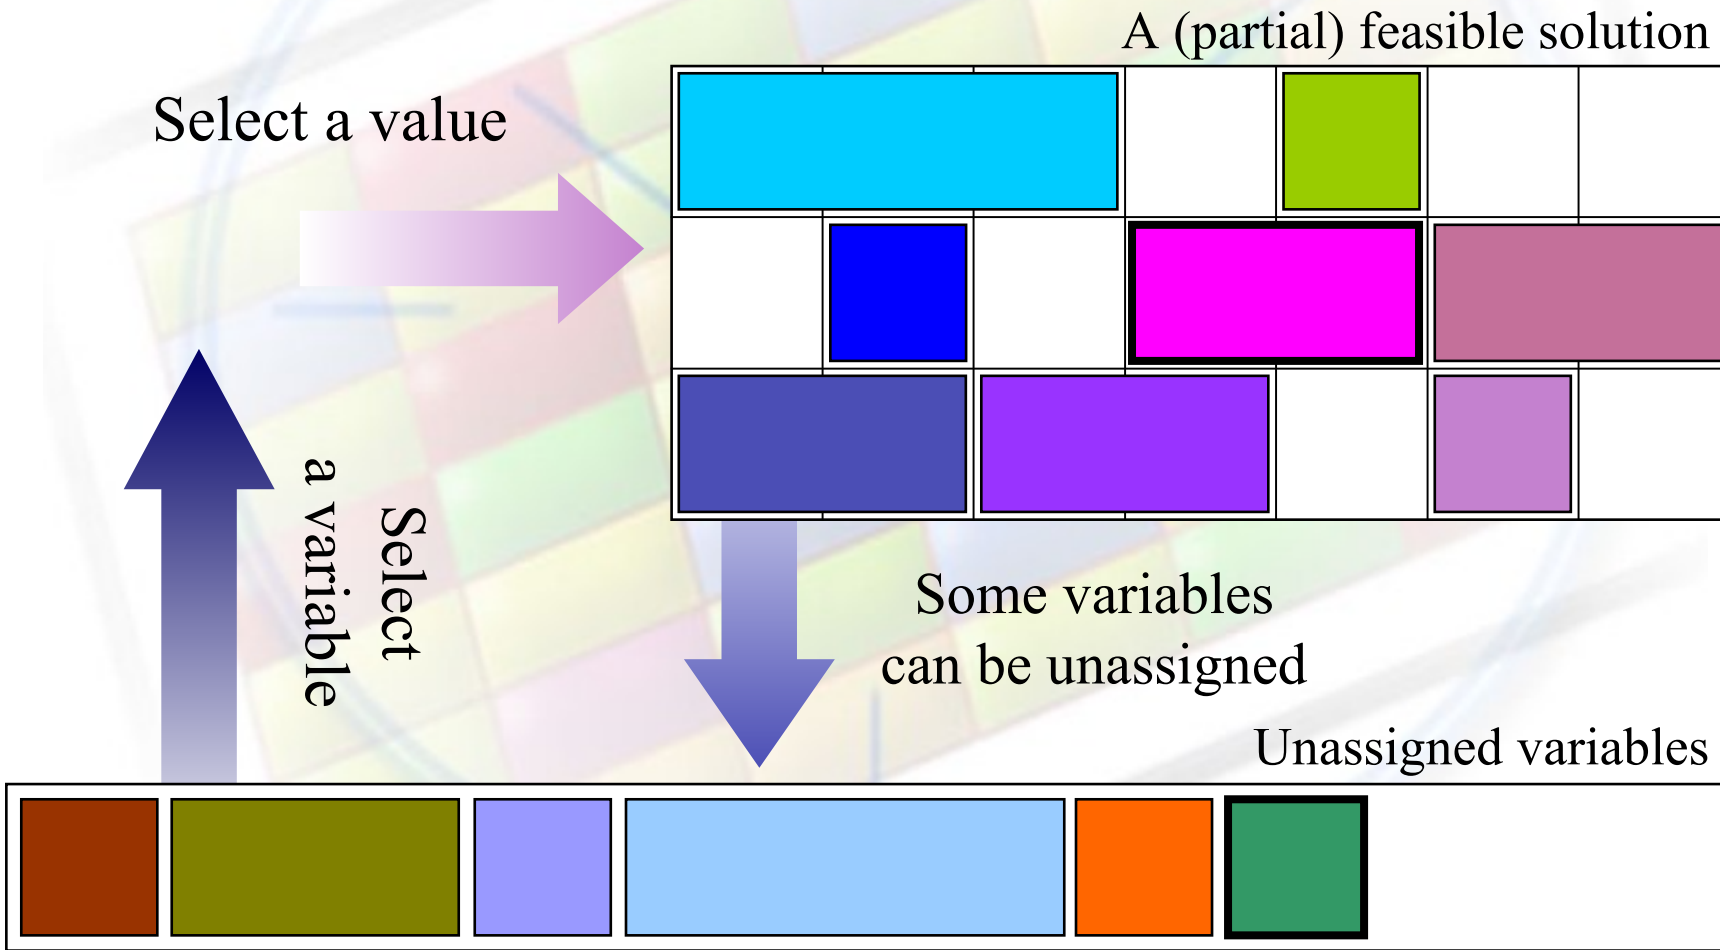 A (partial) feasible solution
Select a value
Select
a variable
Some variables
can be unassigned
Unassigned variables